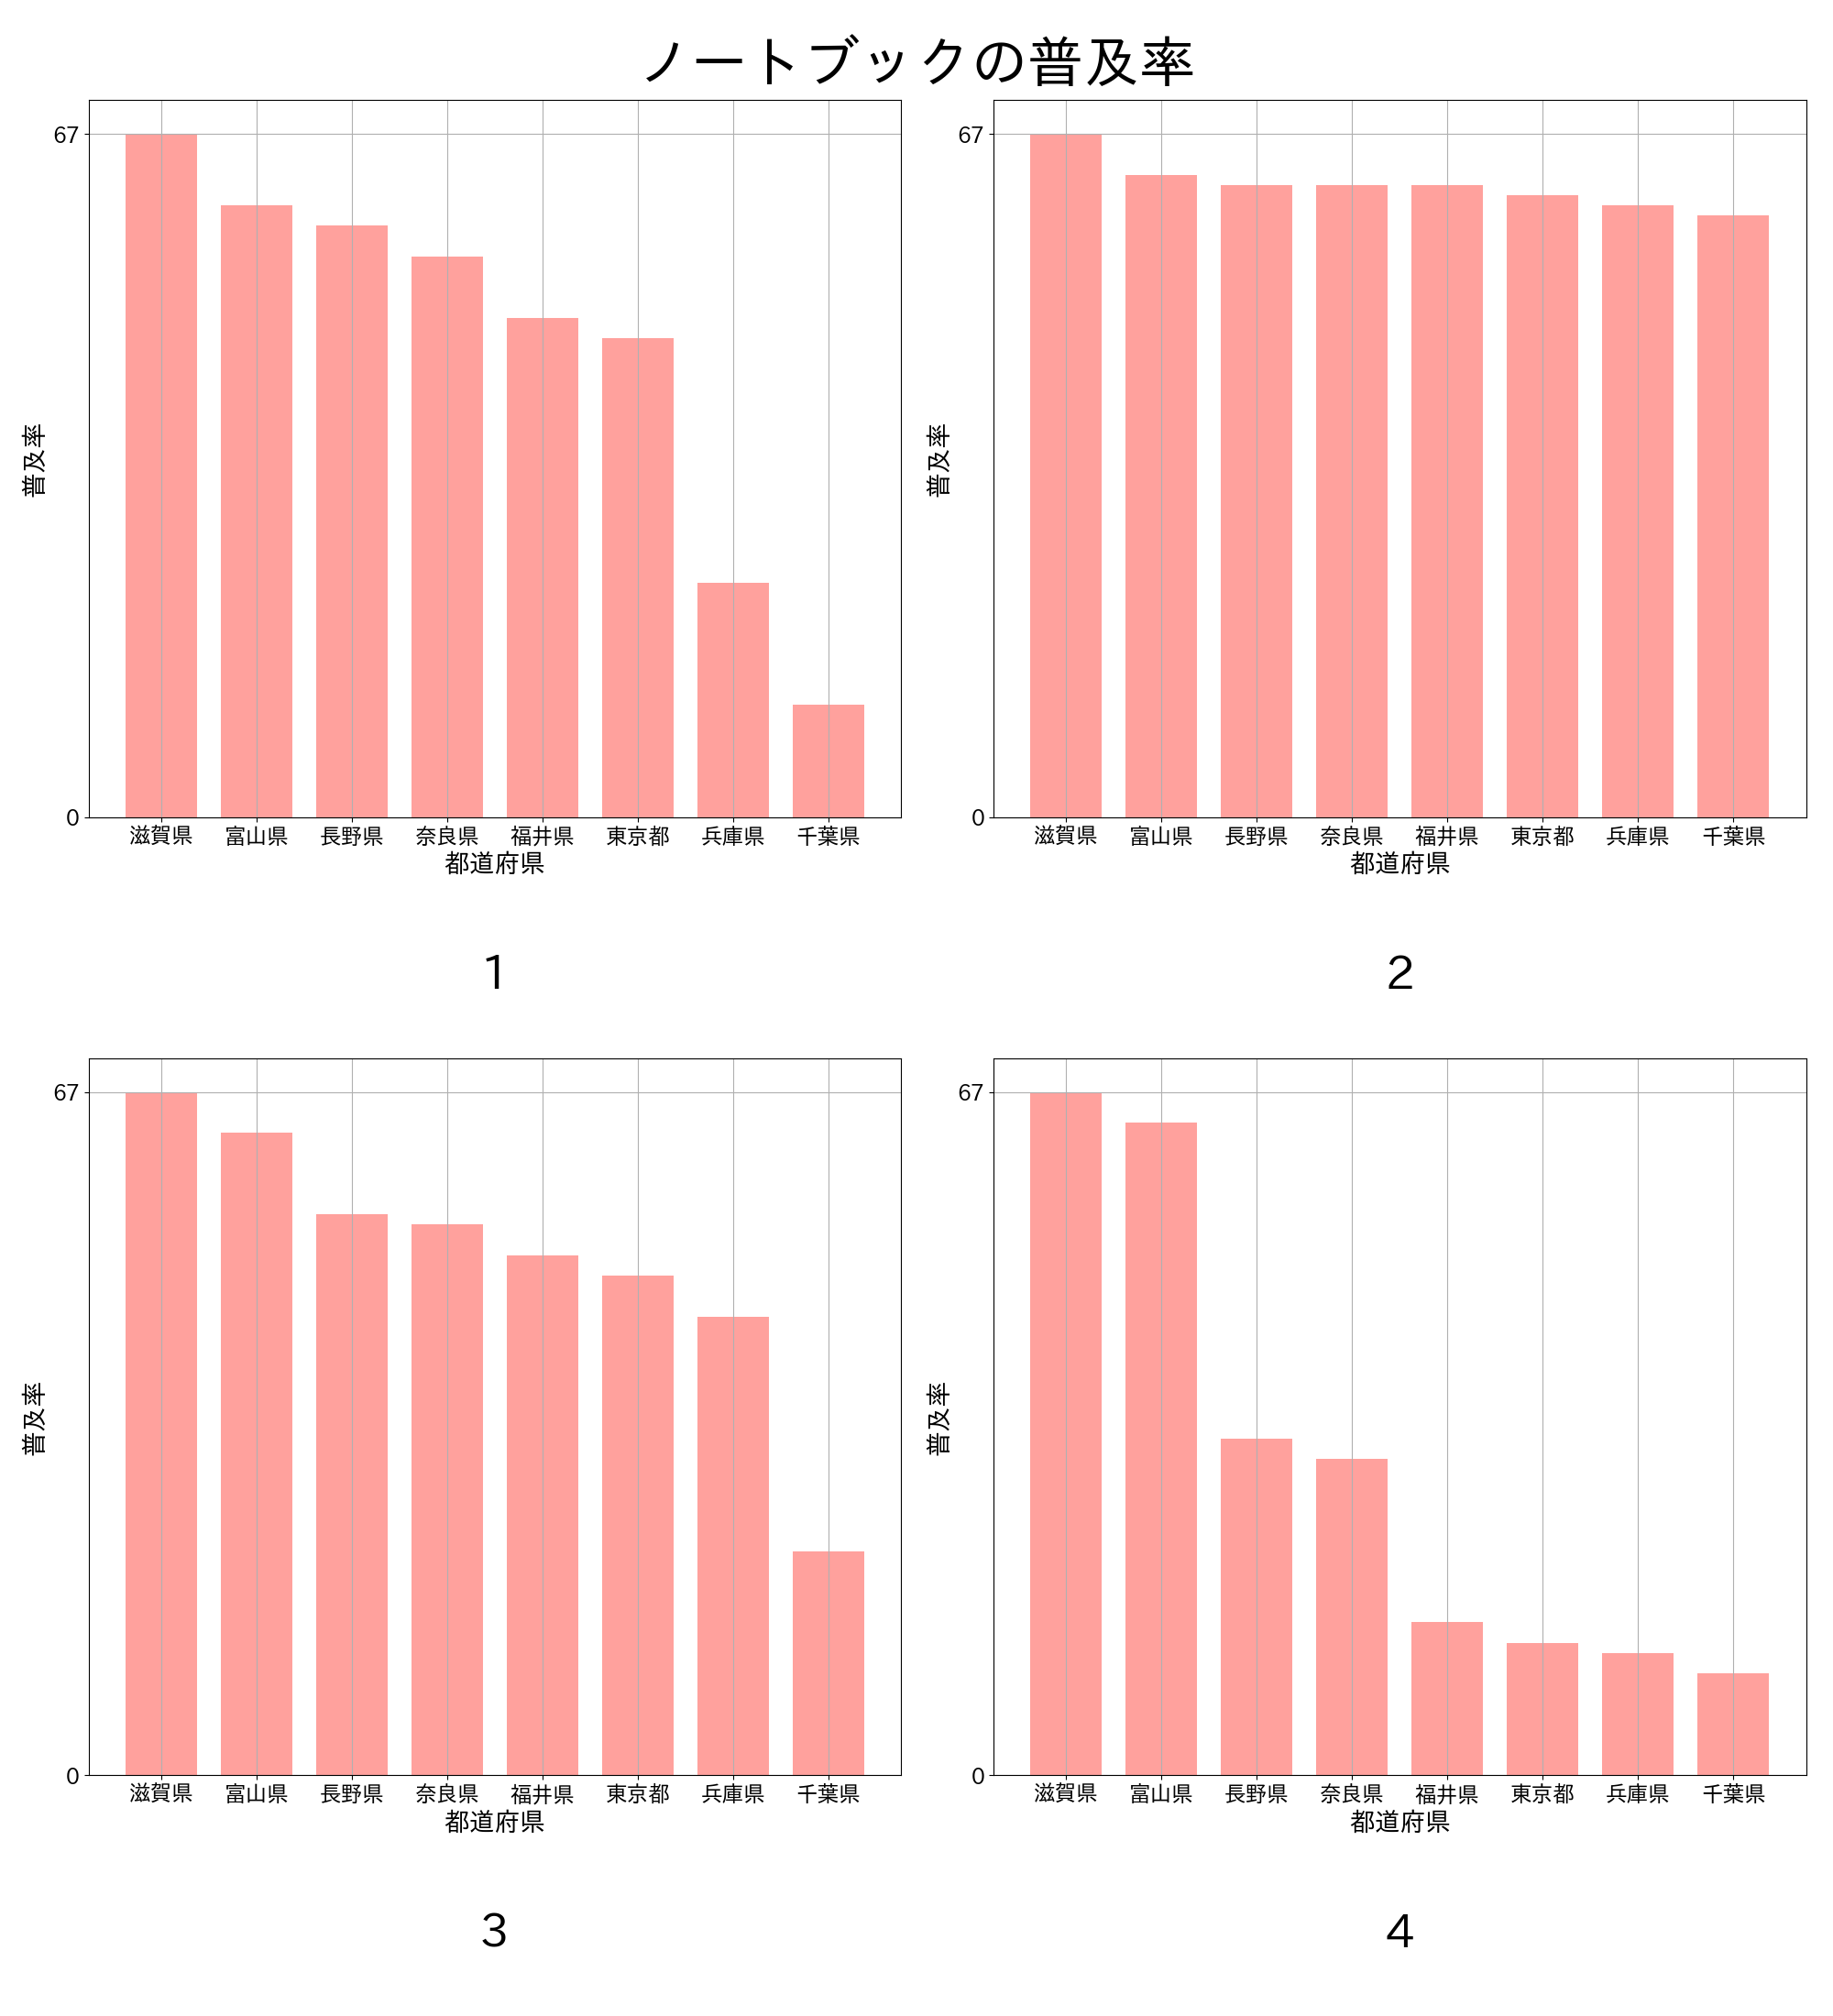 ノートブックの普及率
67
0
普及率
滋賀県 富山県 長野県 奈良県 福井県 東京都 兵庫県 千葉県
都道府県
1
67
0
普及率
滋賀県 富山県 長野県 奈良県 福井県 東京都 兵庫県 千葉県
都道府県
2
67
0
普及率
滋賀県 富山県 長野県 奈良県 福井県 東京都 兵庫県 千葉県
都道府県
3
67
0
普及率
滋賀県 富山県 長野県 奈良県 福井県 東京都 兵庫県 千葉県
都道府県
4